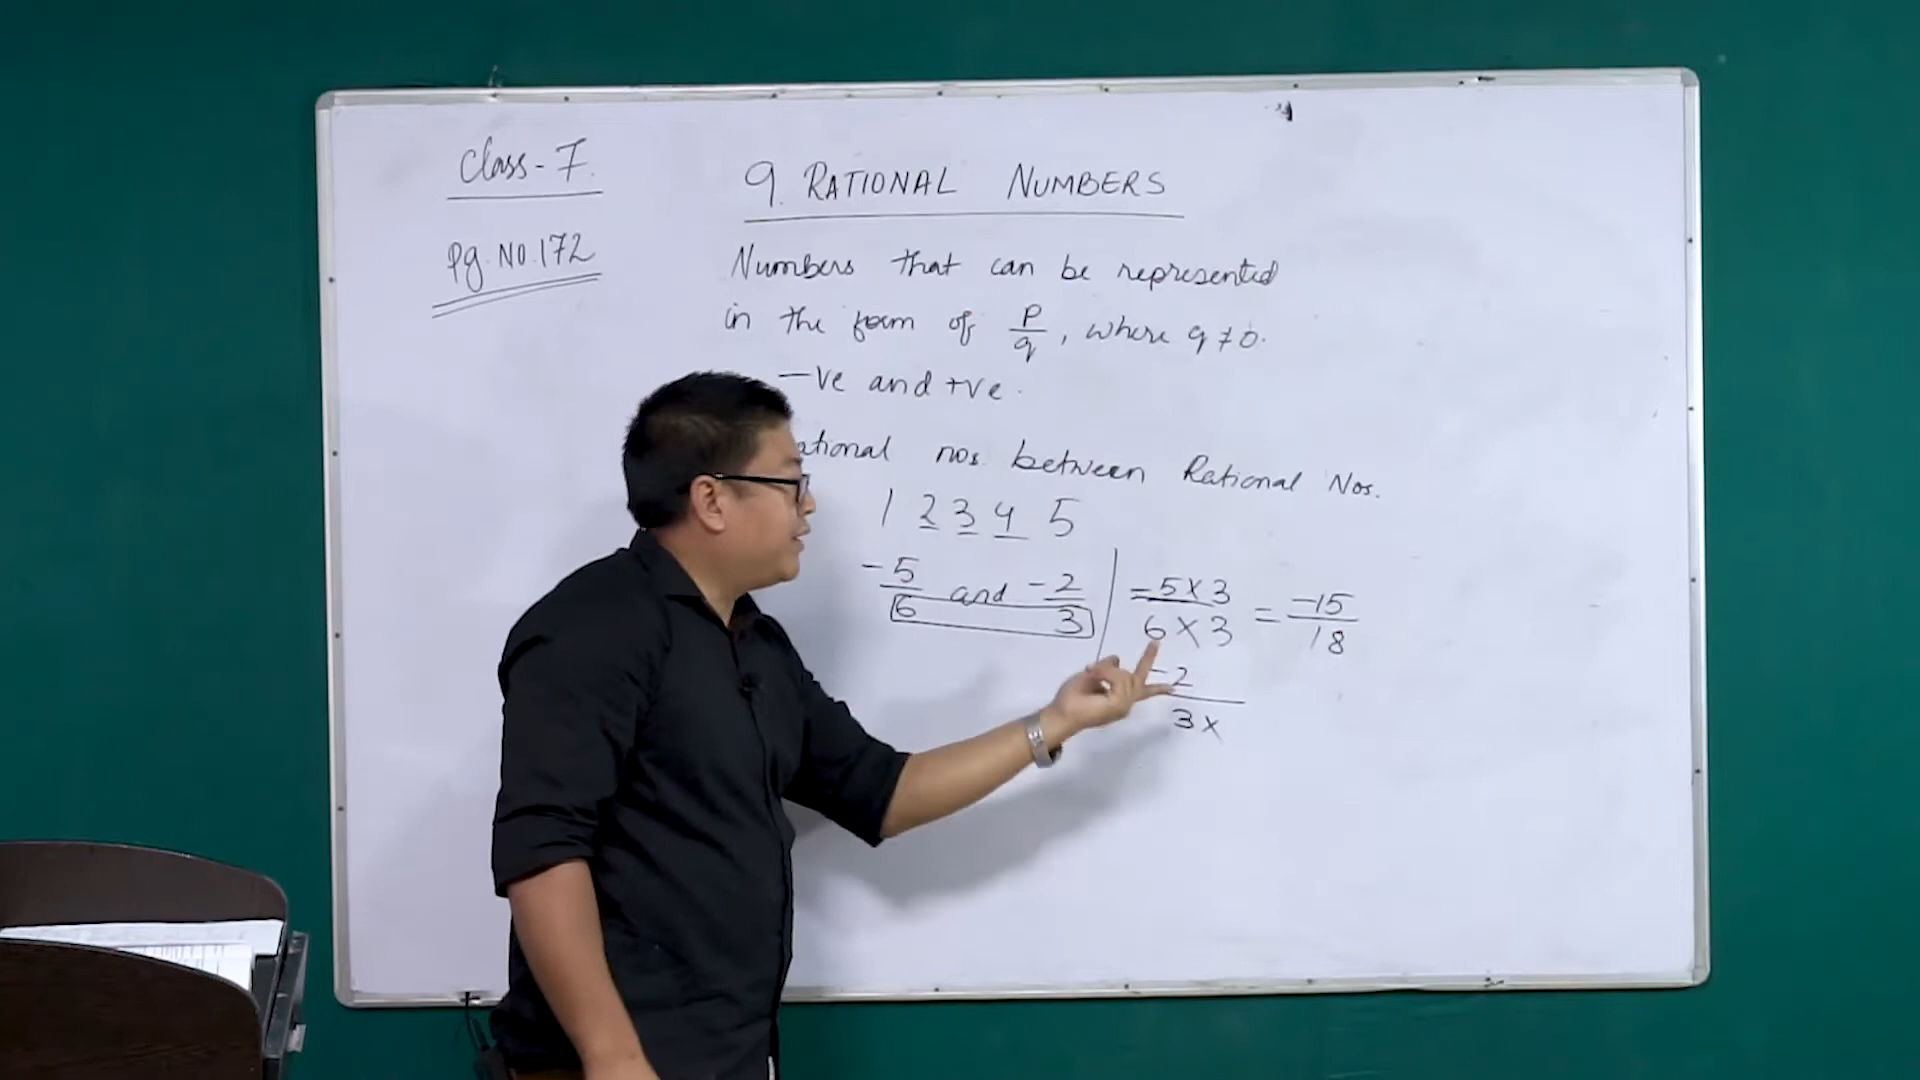 Class - 7.
Pg. No. 172
9. RATIONAL NUMBERS
Numbers that can be represented
in the form of p/q, where q ≠ 0.
-ve and +ve.
nos. between Rational Nos.
1 2 3 4 5
-5/6 and -2/3
= -5 x 3 / 6 x 3 = -15/18
-2 / 3 x